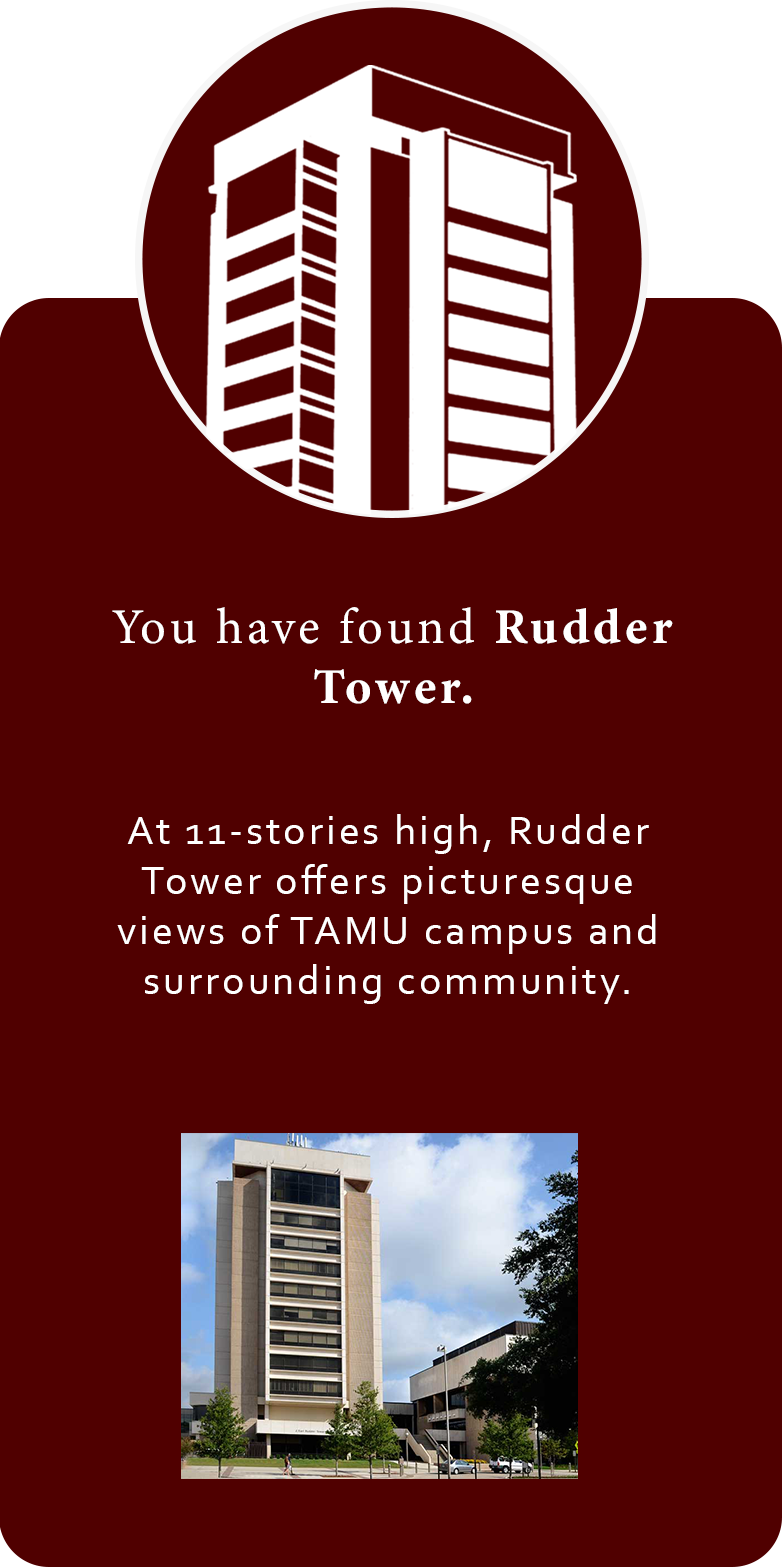 You have found Rudder
Tower.
At 11-stories high, Rudder
Tower offers picturesque
views of TAMU campus and
surrounding community.